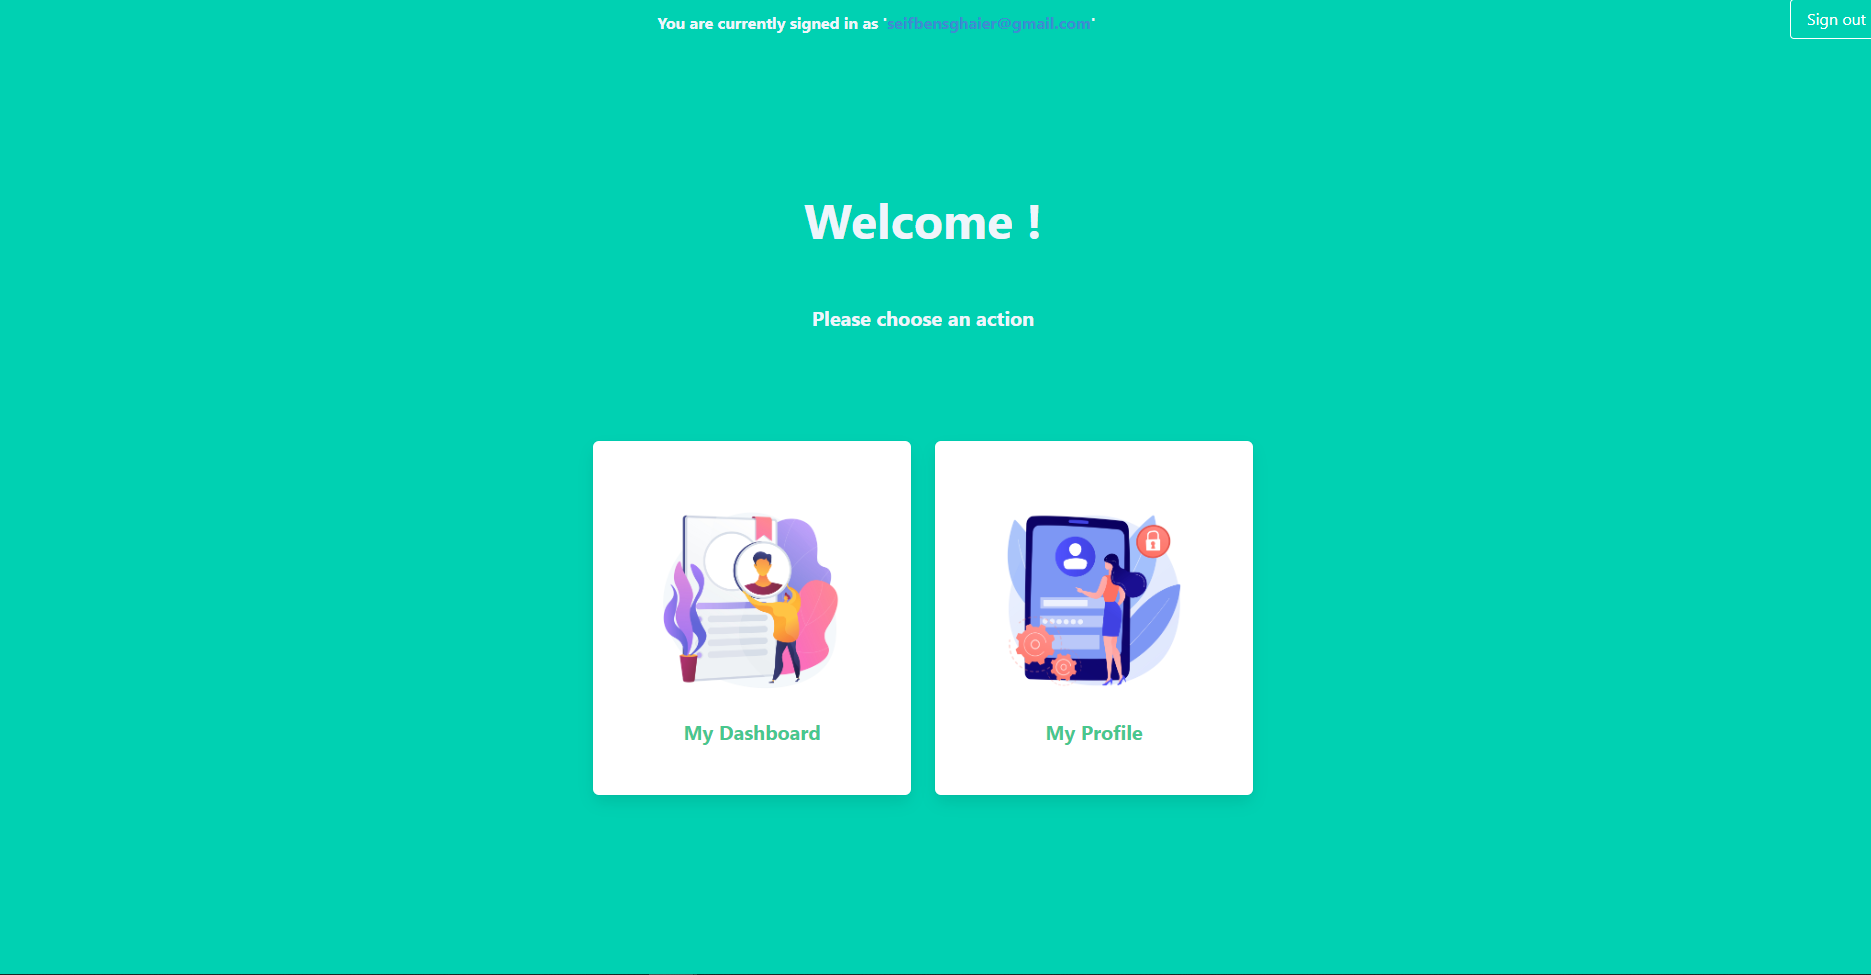 You are currently signed in as 'seifbensghaier@gmail.com'
Sign out
Welcome !
Please choose an action
My Dashboard
My Profile